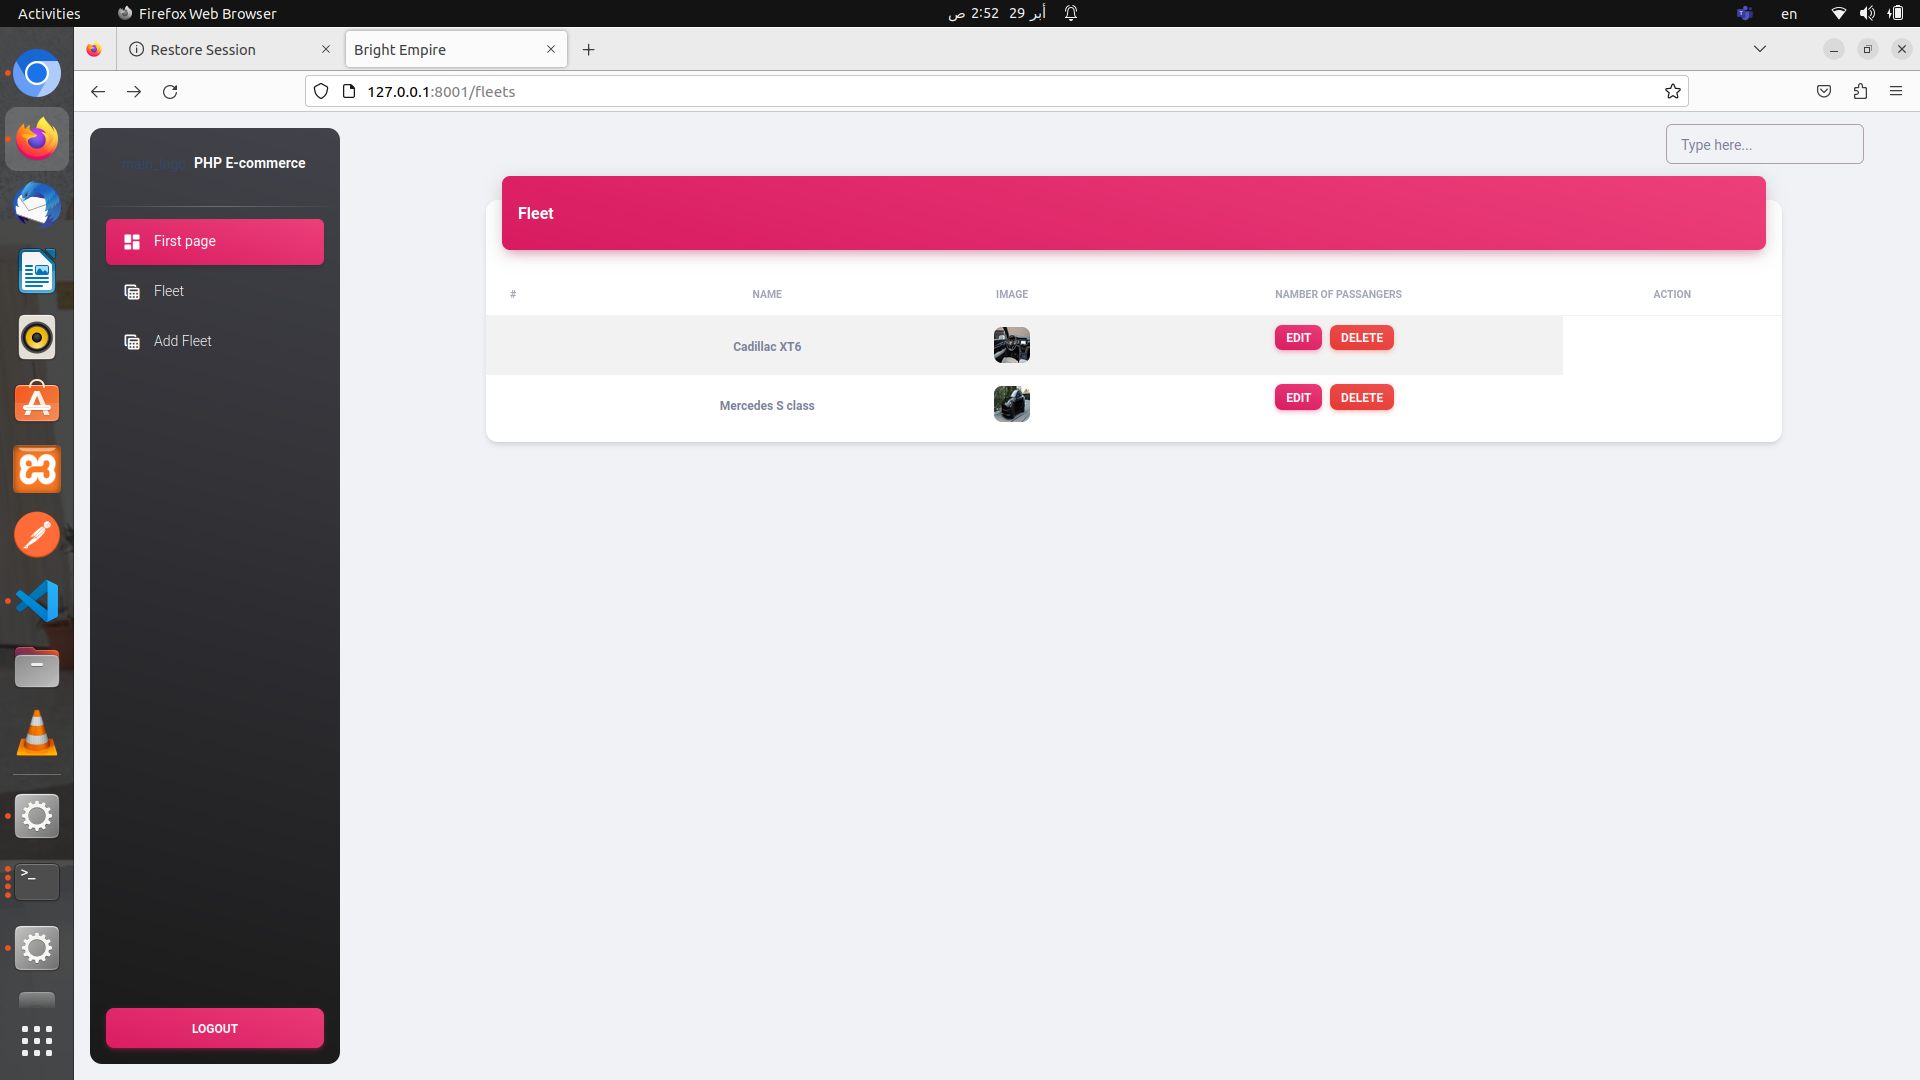 Activities
Firefox Web Browser
2:52 ص
29 أبر
en
Restore Session
Bright Empire
127.0.0.1:8001/fleets
main_logo
PHP E-commerce
Type here...
First page
Fleet
Add Fleet
LOGOUT
Fleet
# NAME IMAGE NAMBER OF PASSANGERS ACTION
Cadillac XT6 EDIT DELETE
Mercedes S class EDIT DELETE